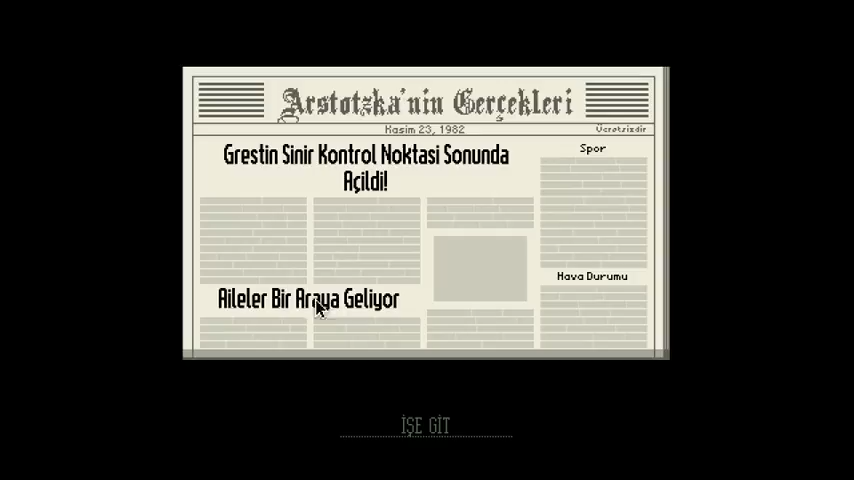 Arstotzka'nin Gerçekleri
Kasim 23, 1982
Ücretsizdir
Grestin Sinir Kontrol Noktasi Sonunda
Açildi!
Spor
Hava Durumu
Aileler Bir Araya Geliyor
İŞE GİT